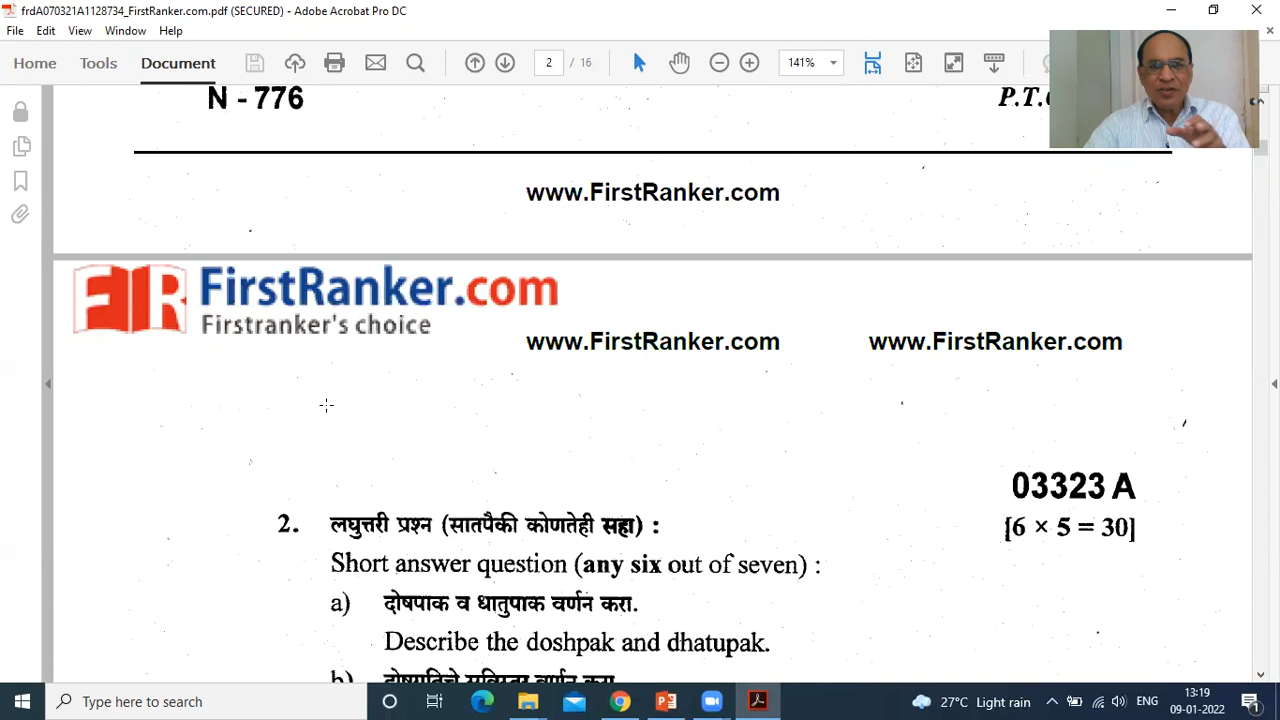 frdA070321A1128734_FirstRanker.com.pdf (SECURED) - Adobe Acrobat Pro DC
File Edit View Window Help
Home Tools Document 2 / 16 141%
N - 776
www.FirstRanker.com
FR FirstRanker.com
Firstranker's choice
www.FirstRanker.com www.FirstRanker.com
03323 A
2. लघुत्तरी प्रश्न (सातपैकी कोणतेही सहा) : [6 × 5 = 30]
Short answer question (any six out of seven) :
a) दोषपाक व धातुपाक वर्णन करा.
Describe the doshpak and dhatupak.
b)
Type here to search 27°C Light rain ENG 13:19
09-01-2022